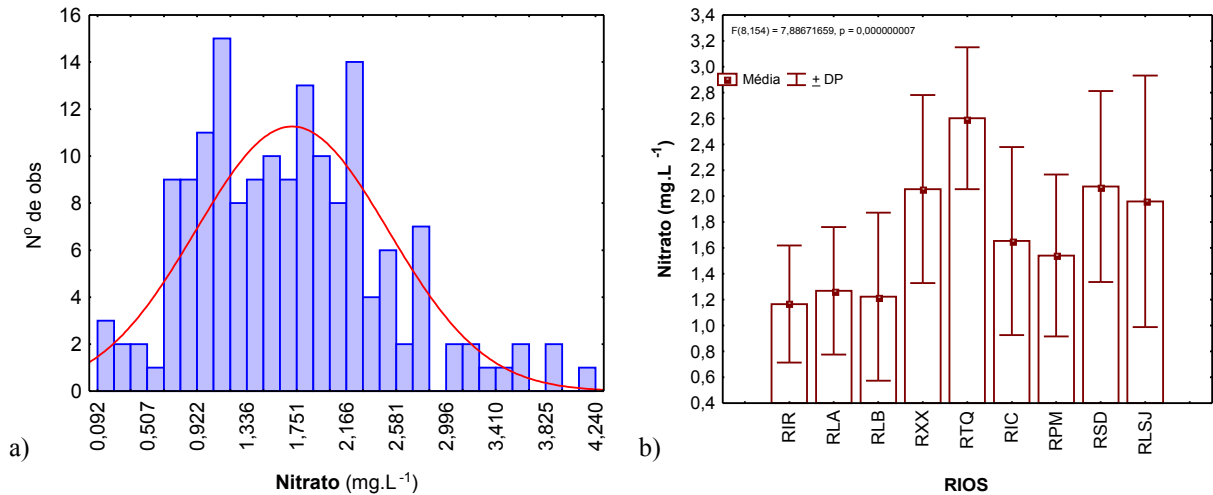 16
14
12
10
8
6
4
2
0
Nº de obs
0,092
0,507
0,922
1,336
1,751
2,166
2,581
2,996
3,410
3,825
4,240
Nitrato (mg.L⁻¹)
a)
F(8,154) = 7,88671659, p = 0,000000007
Média ± DP
3,4
3,2
3,0
2,8
2,6
2,4
2,2
2,0
1,8
1,6
1,4
1,2
1,0
0,8
0,6
0,4
Nitrato (mg.L⁻¹)
RIR
RLA
RLB
RXX
RTQ
RIC
RPM
RSD
RLSJ
RIOS
b)